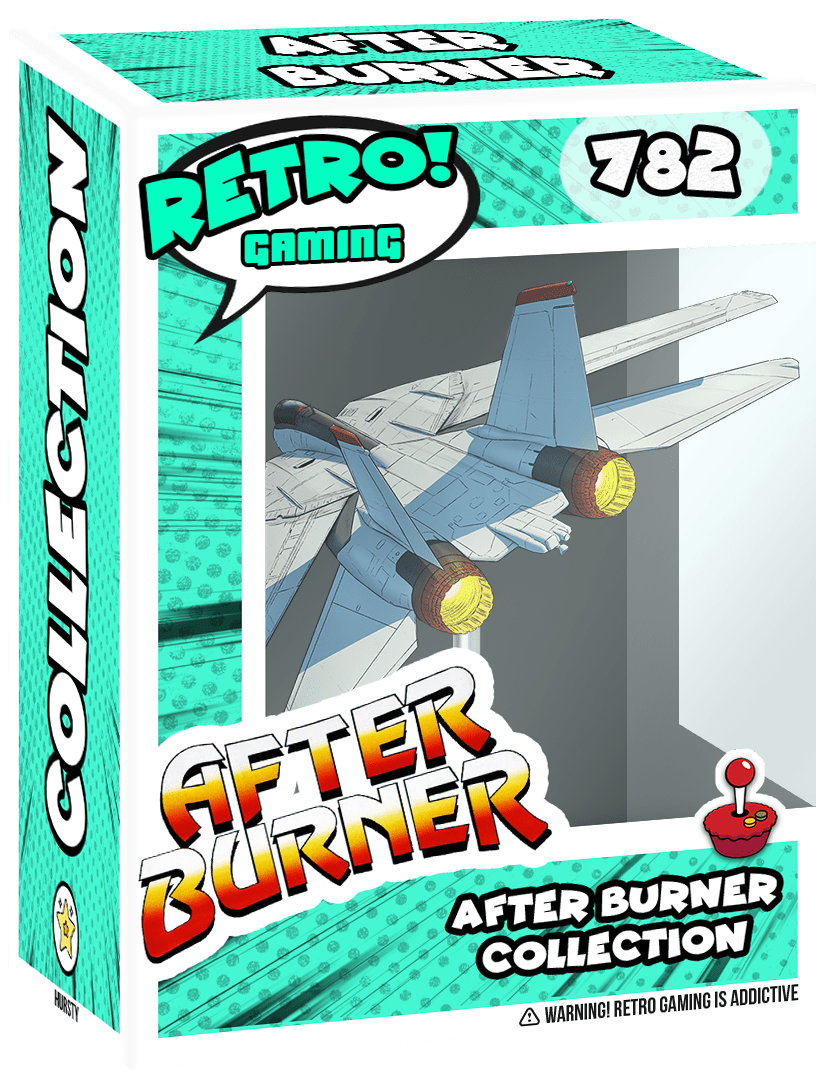 AFTER
BURNER
RETRO!
GAMING
782
COLLECTION
AFTER
BURNER
AFTER BURNER
COLLECTION
HURSTY
WARNING! RETRO GAMING IS ADDICTIVE